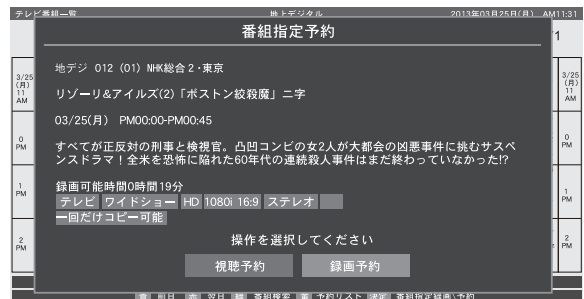 テレビ番組一覧 地上デジタル 2013年03月25日(月) AM11:31
番組指定予約
地デジ 012 (01) NHK総合2・東京
リゾーリ&アイルズ(2)「ボストン絞殺魔」二字
03/25(月) PM00:00-PM00:45
すべてが正反対の刑事と検視官。凸凹コンビの女2人が大都会の凶悪事件に挑むサスペ
ンスドラマ!全米を恐怖に陥れた60年代の連続殺人事件はまだ終わっていなかった!?
録画可能時間0時間19分
テレビ ワイドショー HD 1080i 16:9 ステレオ
一回だけコピー可能
操作を選択してください
視聴予約 録画予約
3/25
(月)
11
AM
0
PM
1
PM
2
PM
3/25
(月)
11
AM
0
PM
1
PM
2
PM
青 前日 赤 翌日 緑 番組検索 黄 予約リスト 決定 番組指定録画\予約